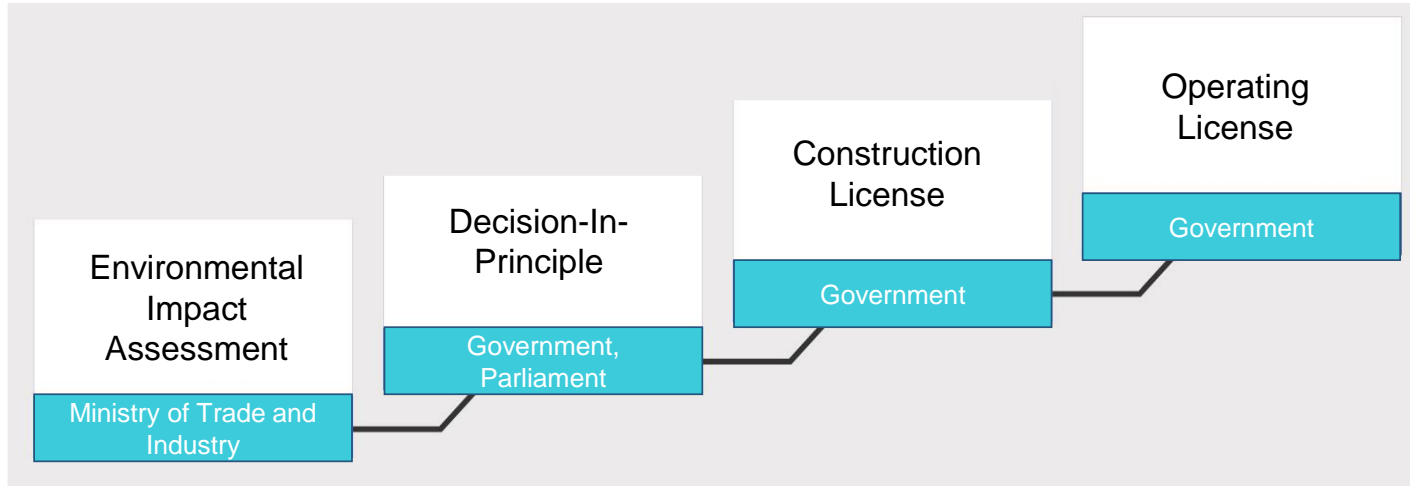 Environmental
Impact
Assessment
Ministry of Trade and
Industry
Decision-In-
Principle
Government,
Parliament
Construction
License
Government
Operating
License
Government